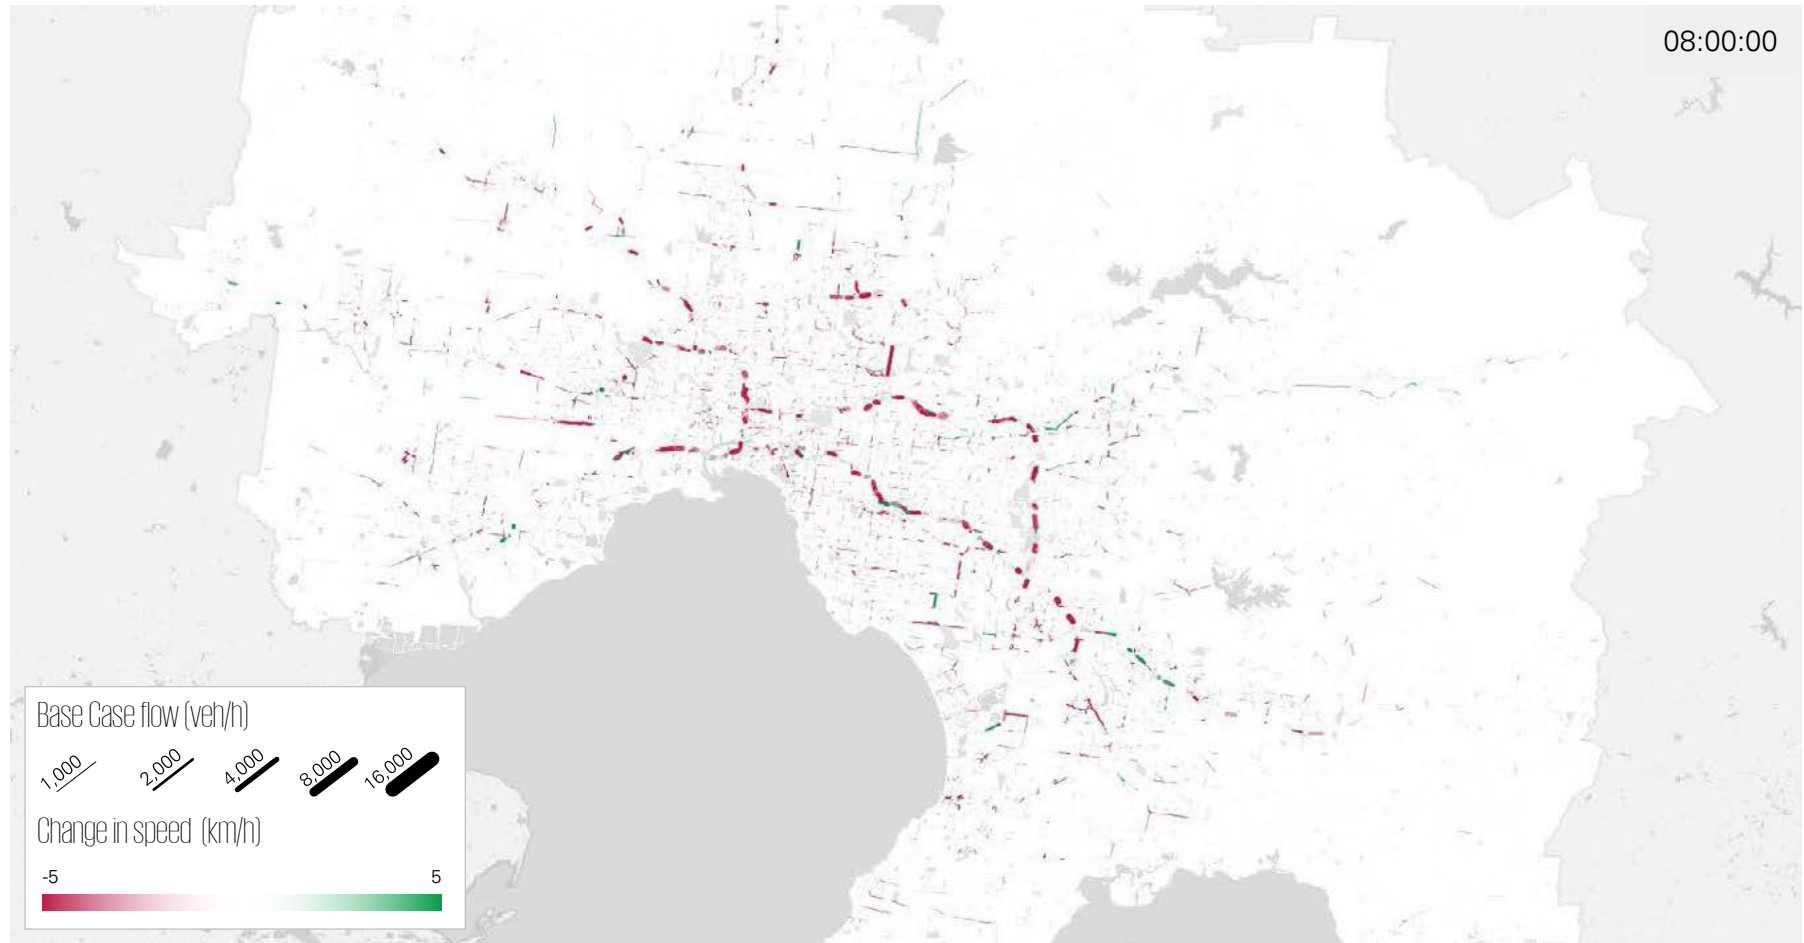 08:00:00
Base Case flow (veh/h)
1,000 2,000 4,000 8,000 16,000
Change in speed (km/h)
-5 5